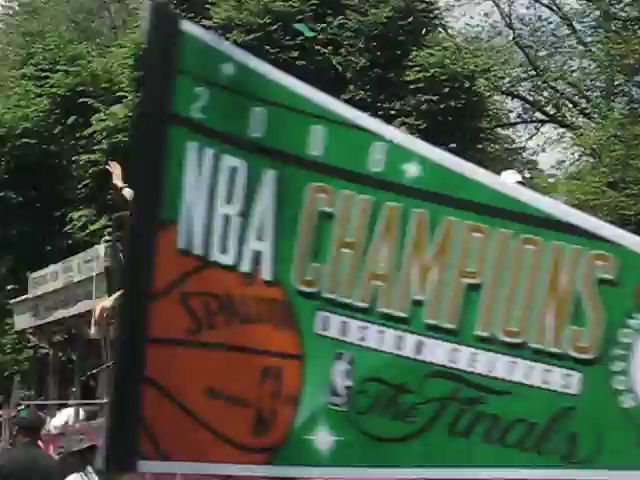 2008
NBA CHAMPIONS
SPALDING
BOSTON CELTICS
The Finals